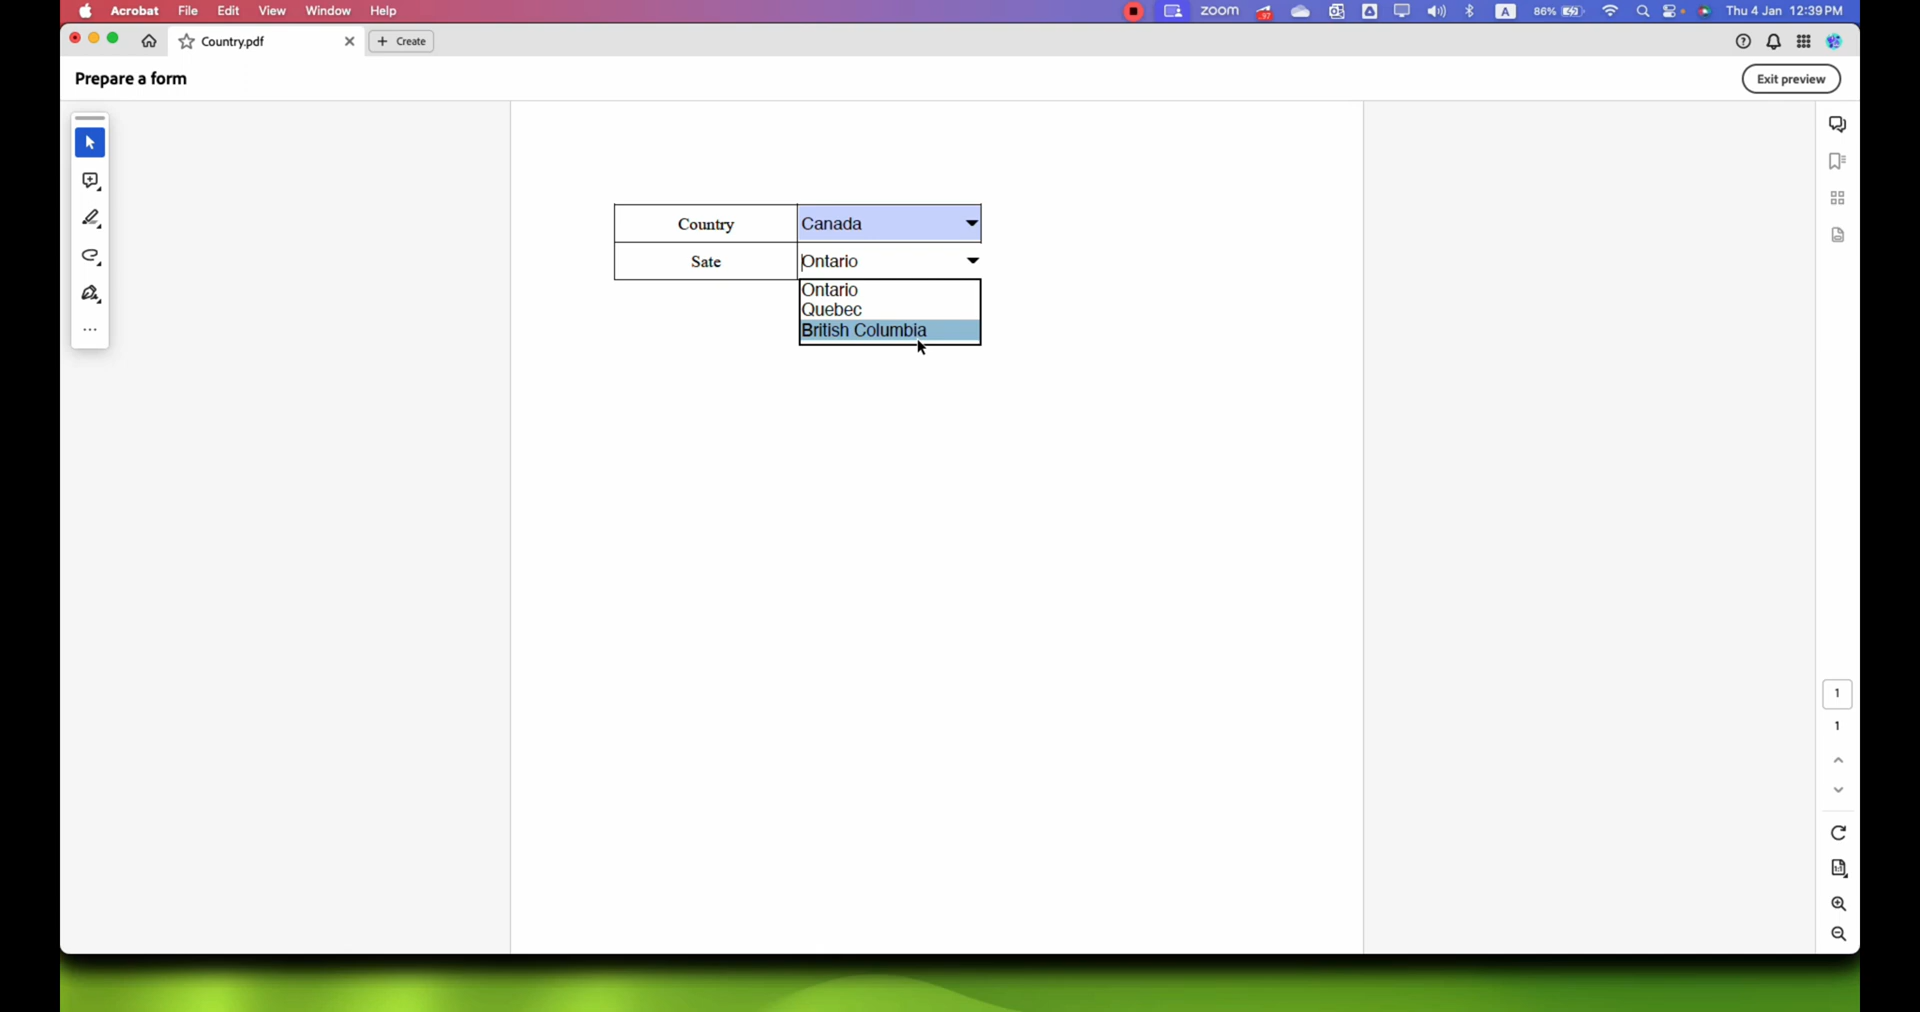 Acrobat File Edit View Window Help zoom 97 A 86% Thu 4 Jan 12:39 PM
Country.pdf + Create
Prepare a form Exit preview
Country Canada
Sate Ontario
Ontario
Quebec
British Columbia
1
1